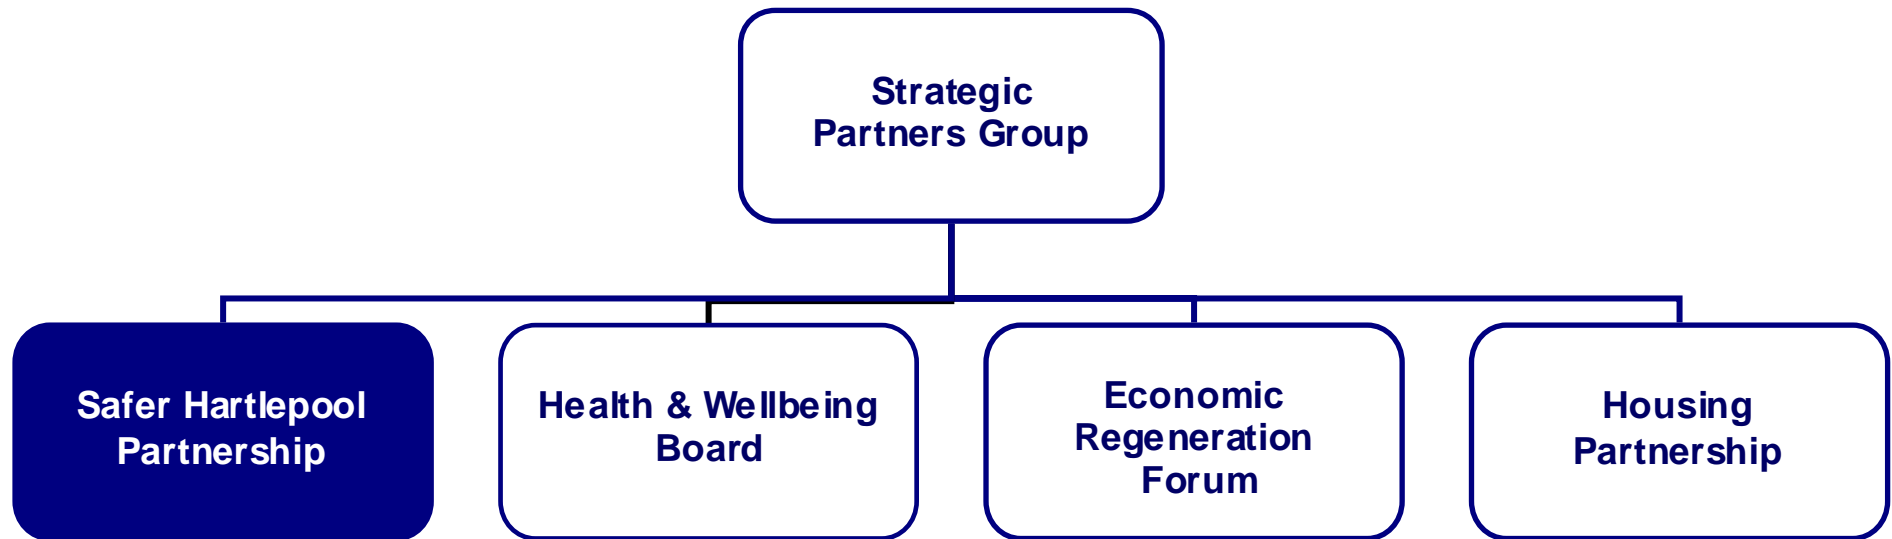 Strategic
Partners Group
Safer Hartlepool
Partnership
Health & Wellbeing
Board
Economic
Regeneration
Forum
Housing
Partnership